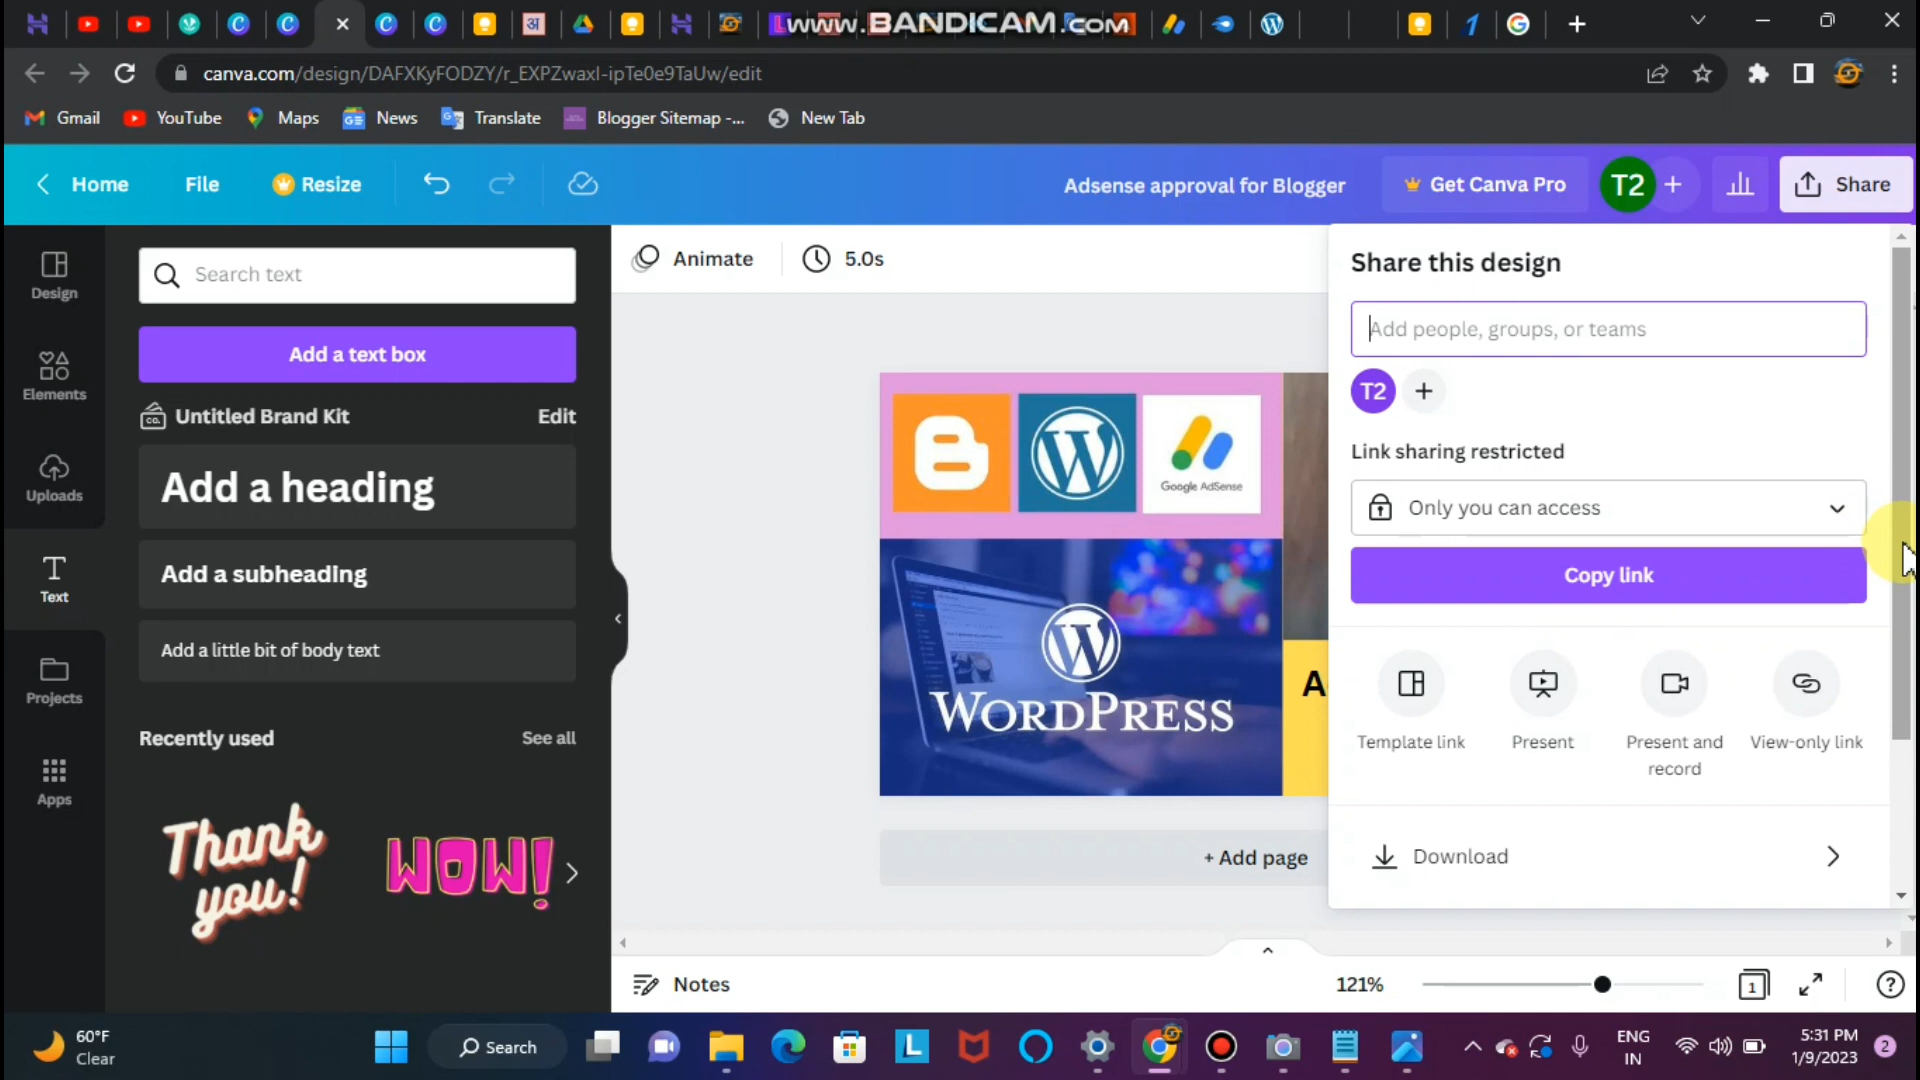 www.BANDICAM.com
canva.com/design/DAFXKyFODZY/r_EXPZwaxI-ipTe0e9TaUw/edit
Gmail
YouTube
Maps
News
Translate
Blogger Sitemap -...
New Tab
Home
File
Resize
Adsense approval for Blogger
Get Canva Pro
T2
Share
Design
Elements
Uploads
Text
Projects
Apps
Search text
Add a text box
Untitled Brand Kit
Edit
Add a heading
Add a subheading
Add a little bit of body text
Recently used
See all
Thank
you!
WOW!
Animate
5.0s
Google AdSense
WORDPRESS
A
+ Add page
Share this design
Add people, groups, or teams
T2
Link sharing restricted
Only you can access
Copy link
Template link
Present
Present and
record
View-only link
Download
Notes
121%
1
60°F
Clear
Search
ENG
IN
5:31 PM
1/9/2023
2